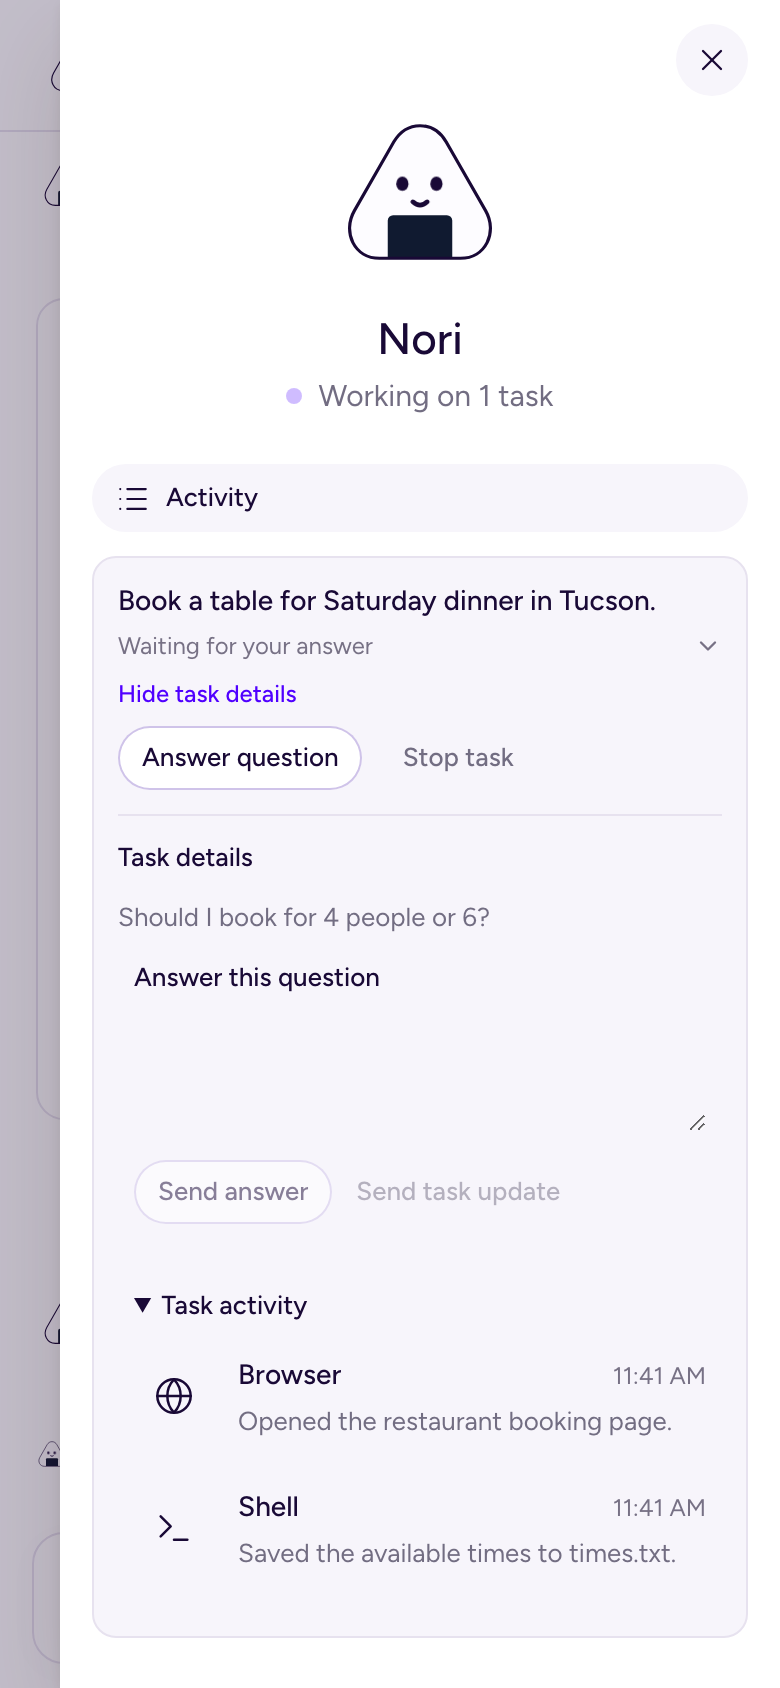 Nori
Working on 1 task
Activity
Book a table for Saturday dinner in Tucson.
Waiting for your answer
Hide task details
Answer question
Stop task
Task details
Should I book for 4 people or 6?
Answer this question
Send answer
Send task update
Task activity
Browser
11:41 AM
Opened the restaurant booking page.
Shell
11:41 AM
Saved the available times to times.txt.